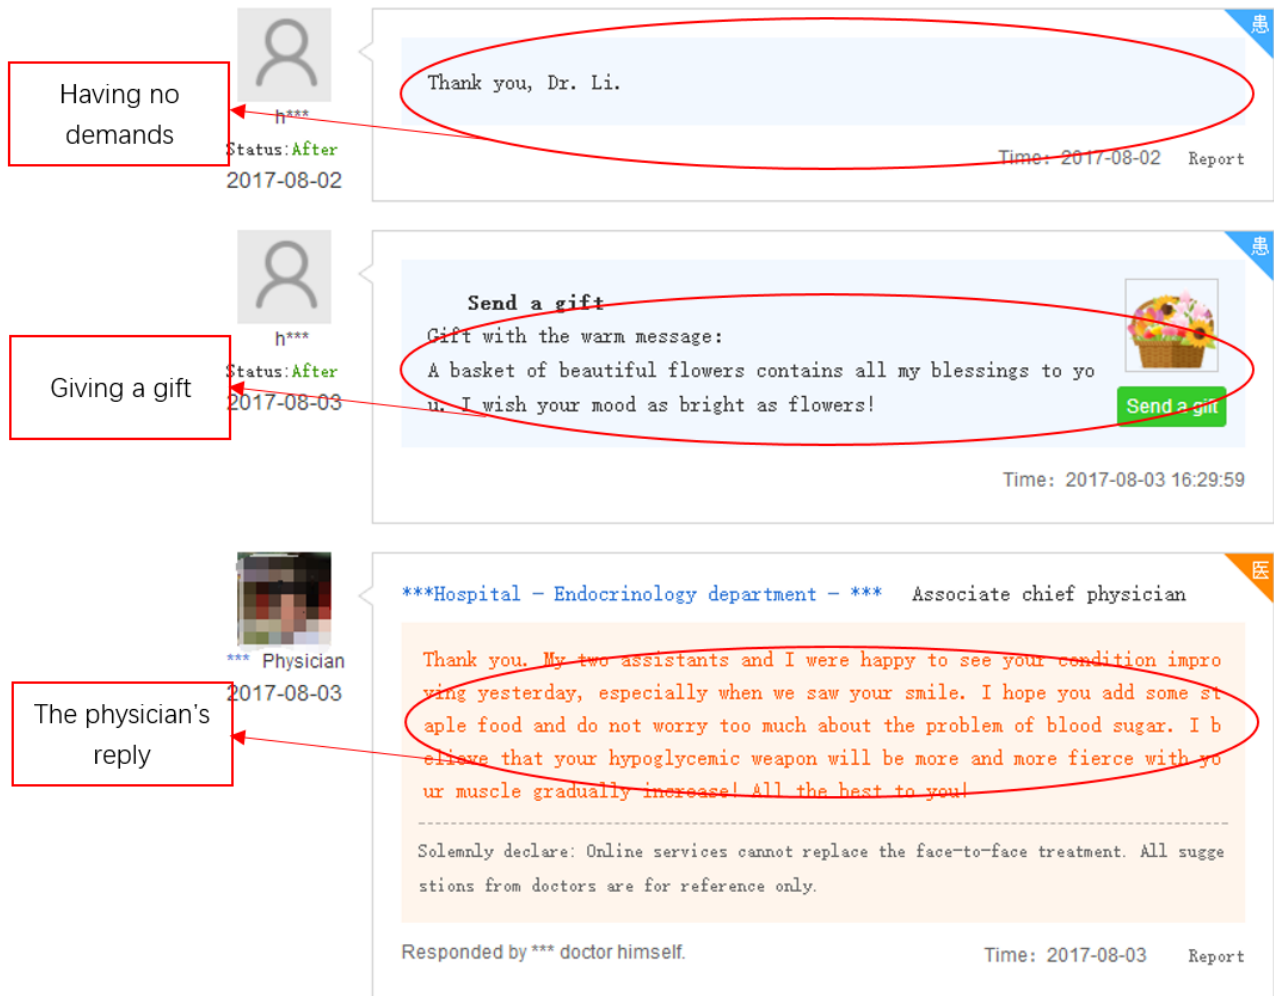 患
Thank you, Dr. Li.
Having no
demands
h***
Status:After
2017-08-02
Time: 2017-08-02 Report
患
Send a gift
Gift with the warm message:
A basket of beautiful flowers contains all my blessings to yo
u. I wish your mood as bright as flowers!
Send a gift
h***
Giving a gift
Status:After
2017-08-03
Time: 2017-08-03 16:29:59
医
***Hospital - Endocrinology department - *** Associate chief physician
*** Physician
2017-08-03
The physician's
reply
Thank you. My two assistants and I were happy to see your condition impro
ving yesterday, especially when we saw your smile. I hope you add some st
aple food and do not worry too much about the problem of blood sugar. I b
elieve that your hypoglycemic weapon will be more and more fierce with yo
ur muscle gradually increase! All the best to you!
Solemnly declare: Online services cannot replace the face-to-face treatment. All sugge
stions from doctors are for reference only.
Responded by *** doctor himself.
Time: 2017-08-03 Report